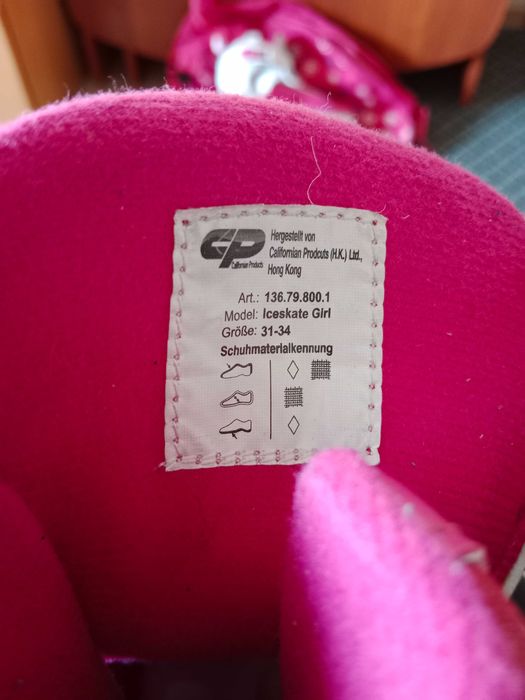 CP
Californian Products
Hergestellt von
Californian Prodcuts (H.K.) Ltd.,
Hong Kong
Art.: 136.79.800.1
Model: Iceskate Girl
Größe: 31-34
Schuhmaterialkennung